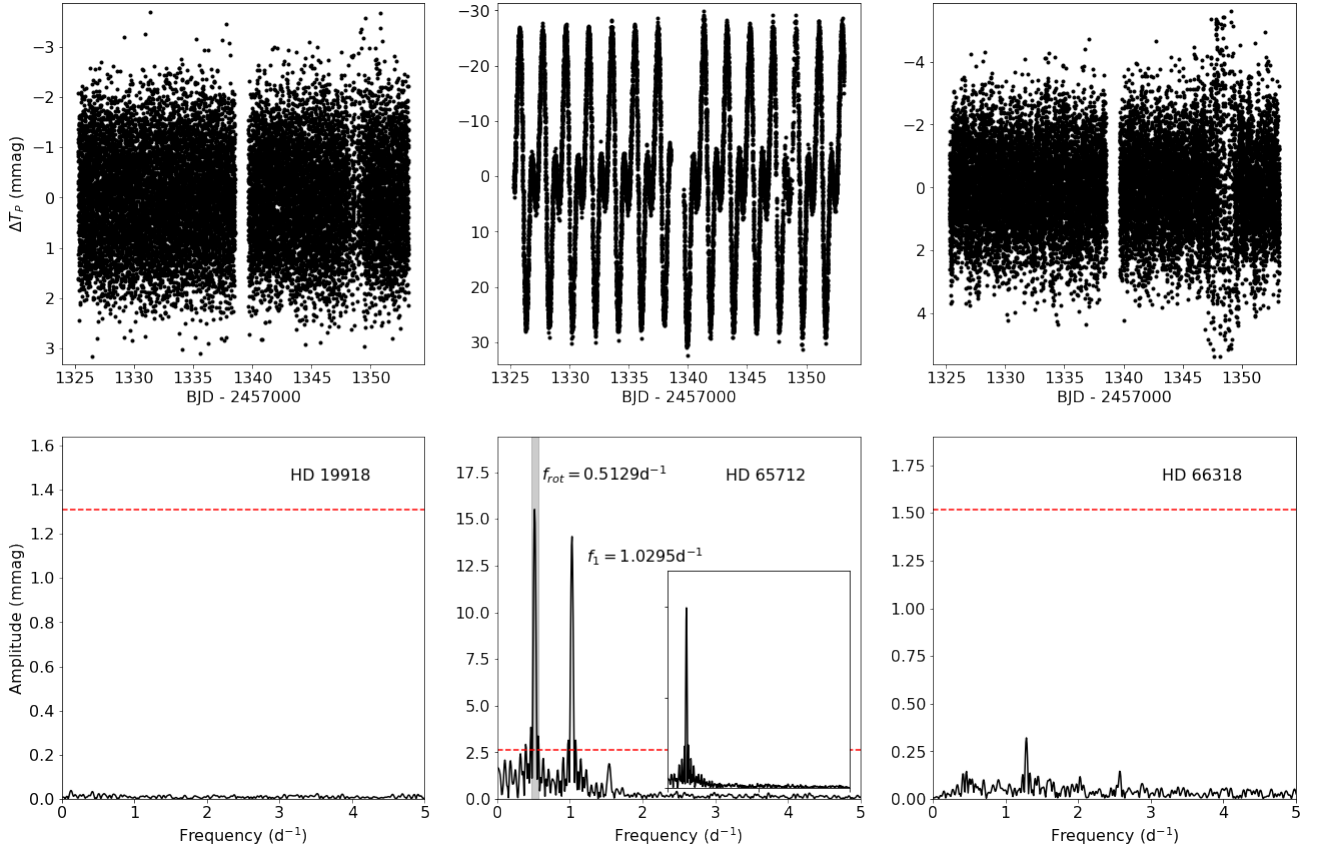 −3
−2
−1
0
1
2
3
ΔT_P (mmag)
1325 1330 1335 1340 1345 1350
BJD - 2457000
−30
−20
−10
0
10
20
30
1325 1330 1335 1340 1345 1350
BJD - 2457000
−4
−2
0
2
4
1325 1330 1335 1340 1345 1350
BJD - 2457000
1.6
1.4
1.2
1.0
0.8
0.6
0.4
0.2
0.0
Amplitude (mmag)
HD 19918
0 1 2 3 4 5
Frequency (d⁻¹)
17.5
15.0
12.5
10.0
7.5
5.0
2.5
0.0
f_rot = 0.5129d⁻¹
HD 65712
f₁ = 1.0295d⁻¹
0 1 2 3 4 5
Frequency (d⁻¹)
1.75
1.50
1.25
1.00
0.75
0.50
0.25
0.00
HD 66318
0 1 2 3 4 5
Frequency (d⁻¹)